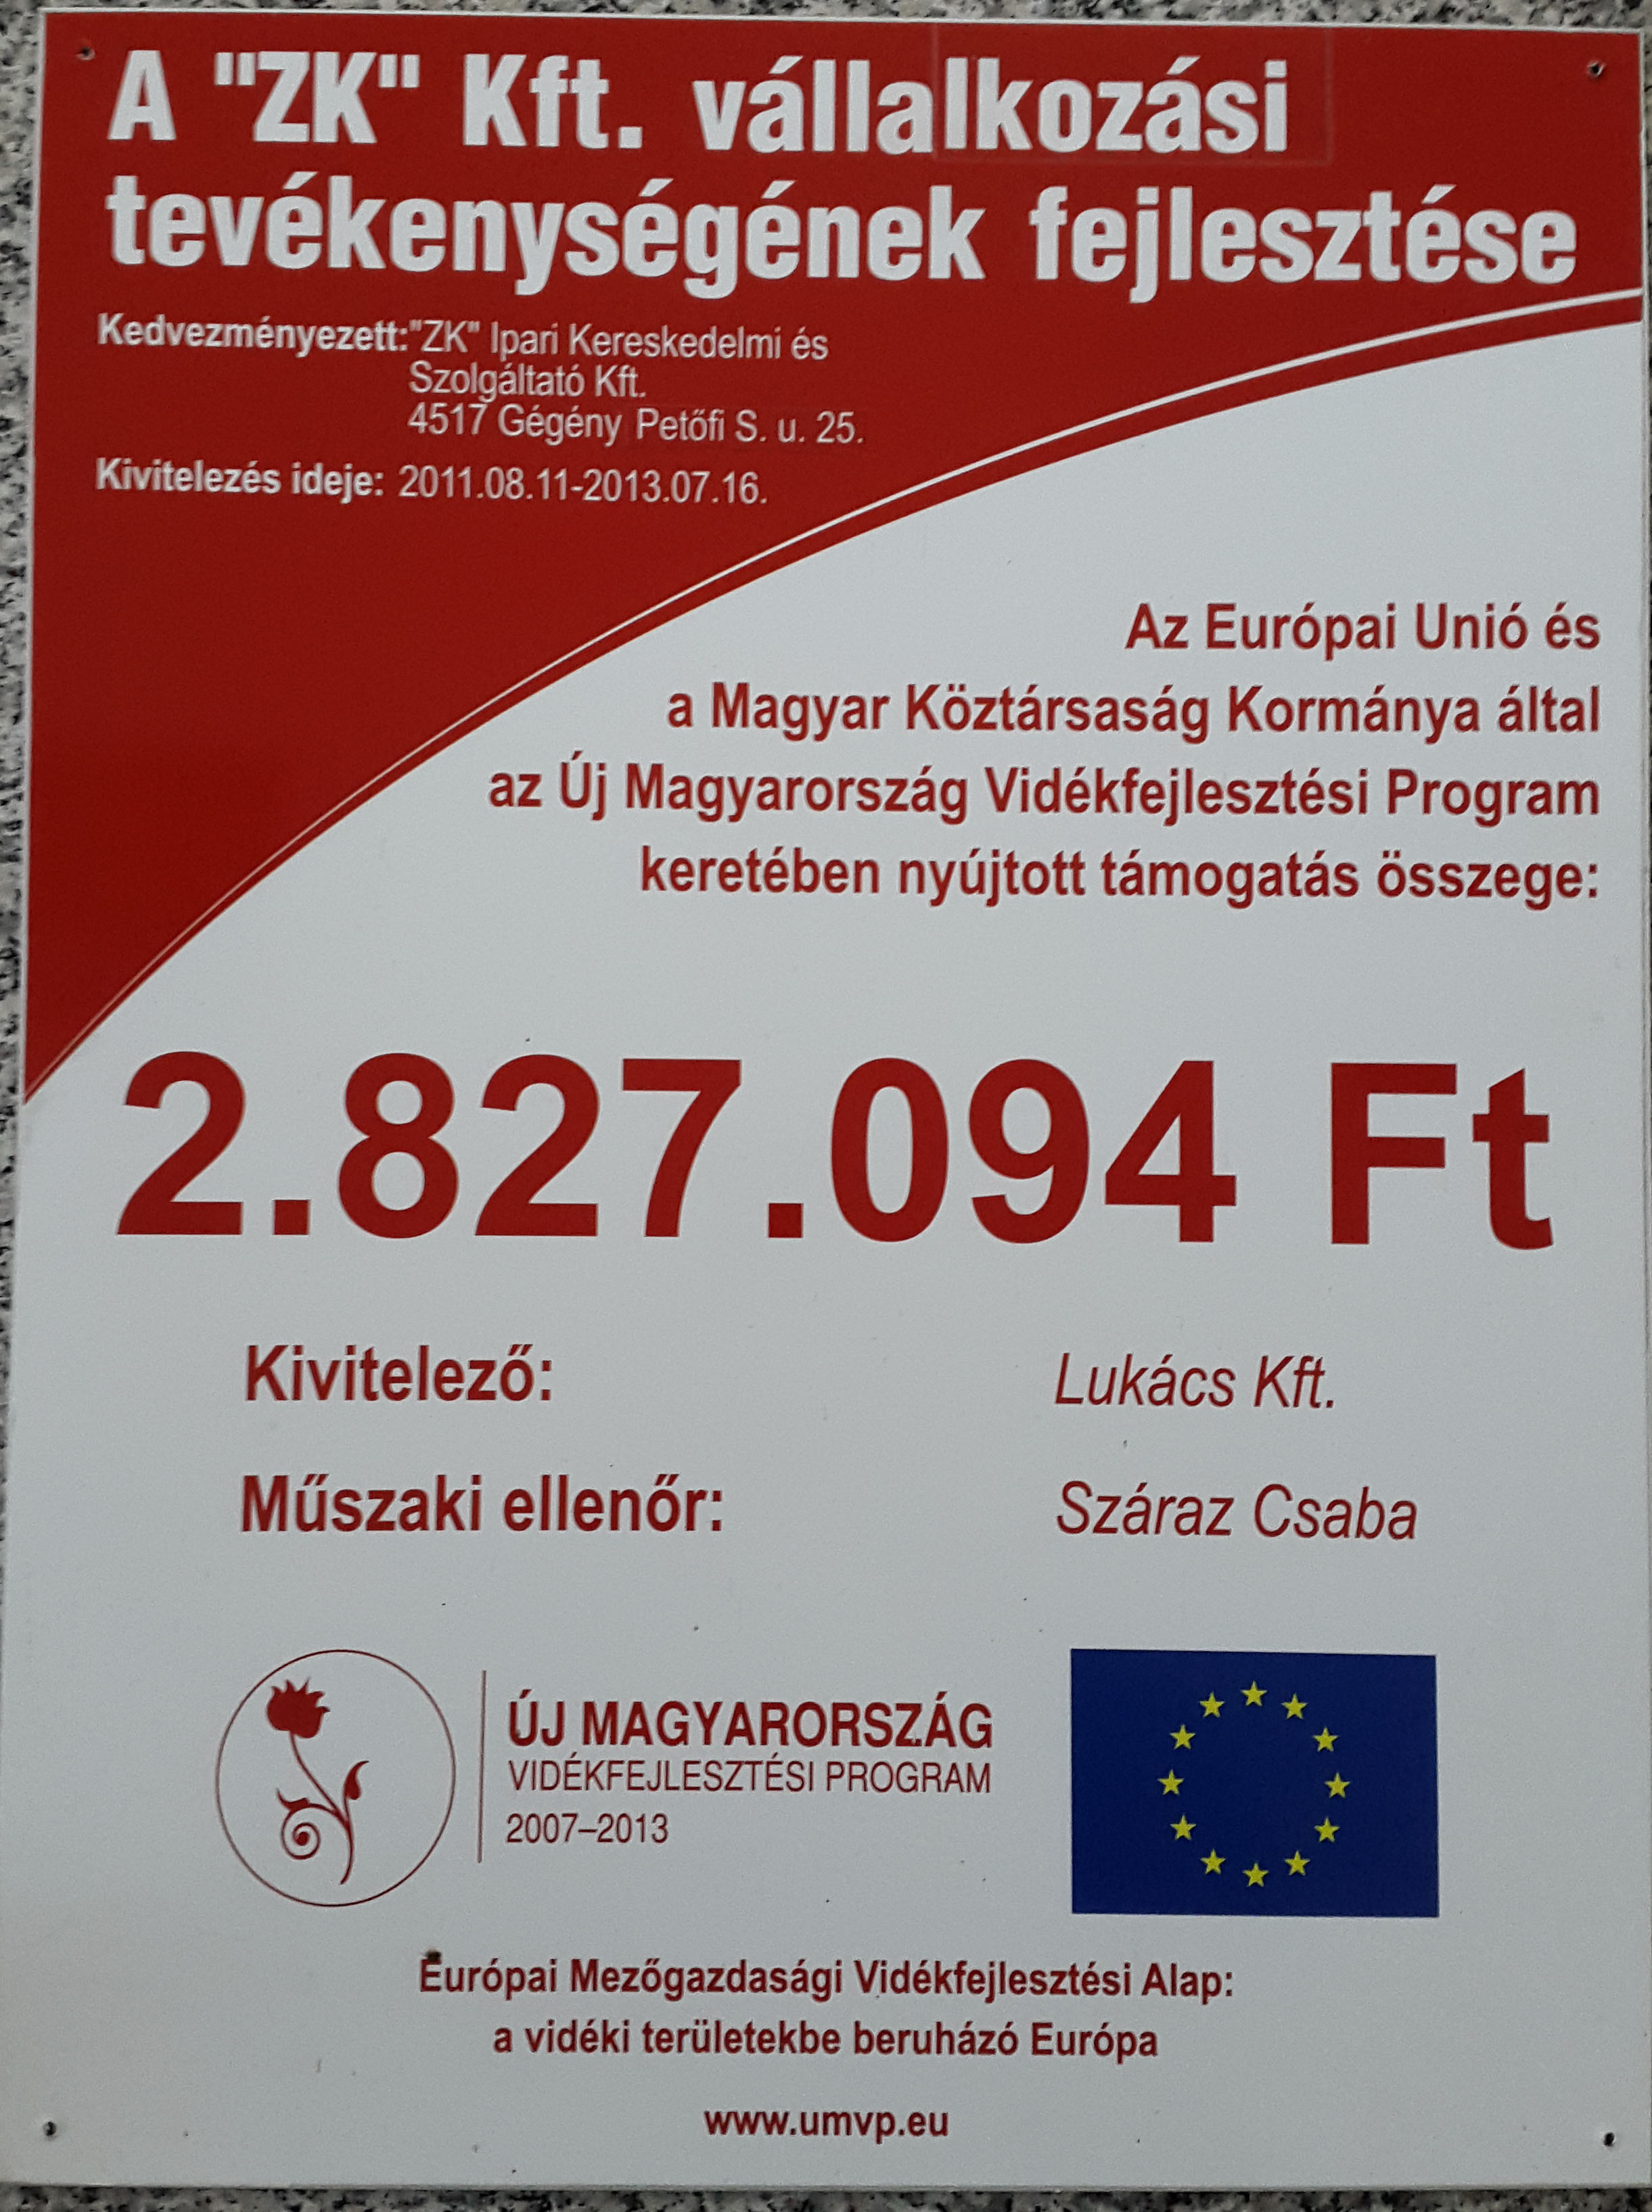 A "ZK" Kft. vállalkozási
tevékenységének fejlesztése
Kedvezményezett:"ZK" Ipari Kereskedelmi és
Szolgáltató Kft.
4517 Gégény Petőfi S. u. 25.
Kivitelezés ideje: 2011.08.11-2013.07.16.
Az Európai Unió és
a Magyar Köztársaság Kormánya által
az Új Magyarország Vidékfejlesztési Program
keretében nyújtott támogatás összege:
2.827.094 Ft
Kivitelező: Lukács Kft.
Műszaki ellenőr: Száraz Csaba
ÚJ MAGYARORSZÁG
VIDÉKFEJLESZTÉSI PROGRAM
2007–2013
Európai Mezőgazdasági Vidékfejlesztési Alap:
a vidéki területekbe beruházó Európa
www.umvp.eu